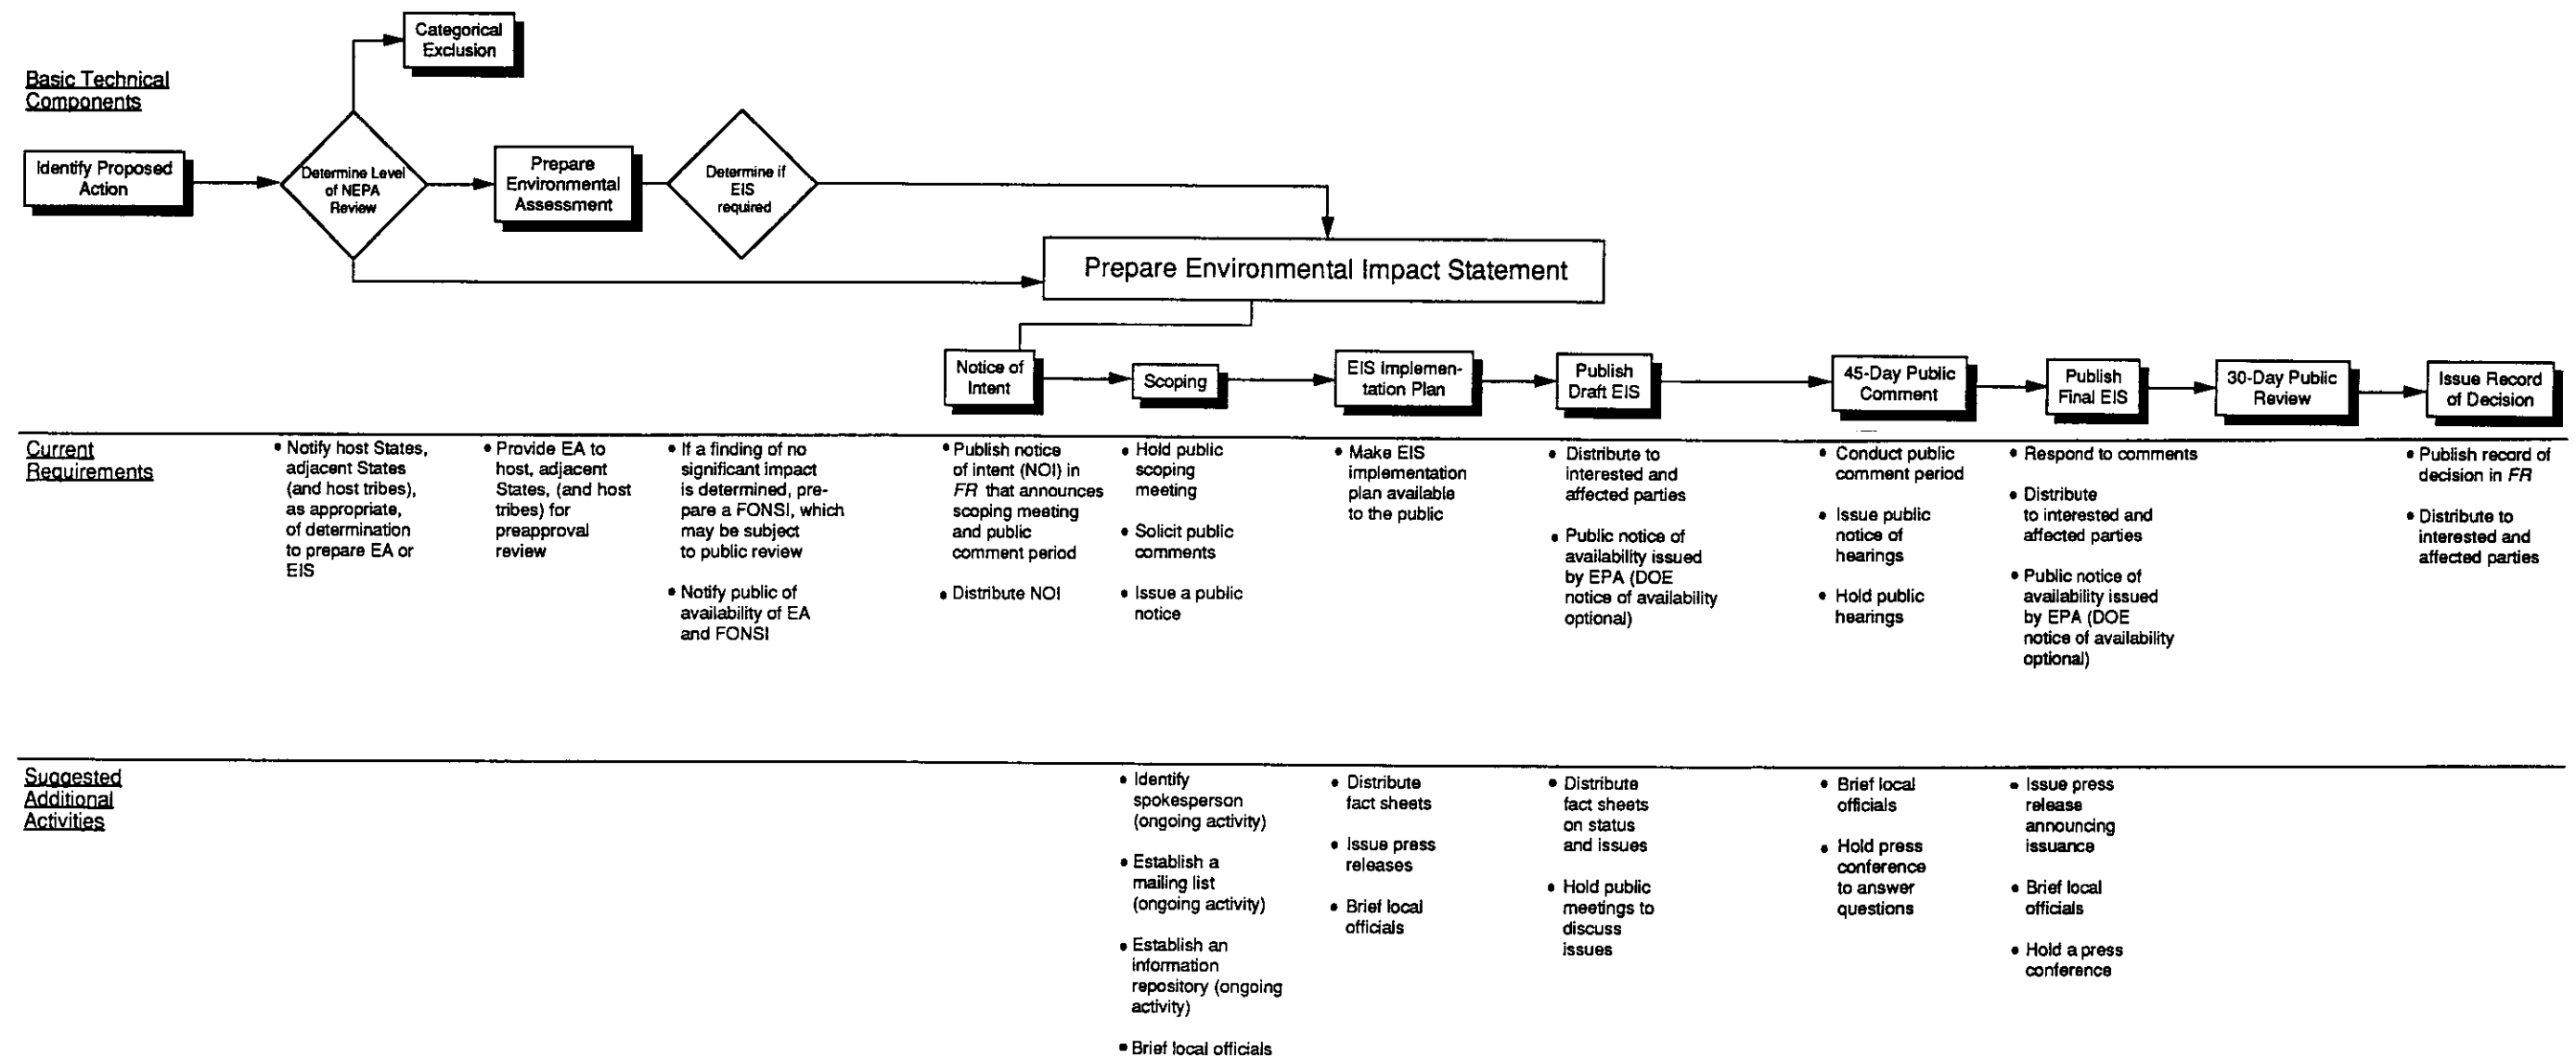 Categorical
Exclusion
Basic Technical
Components
Identify Proposed
Action
Determine Level
of NEPA
Review
Prepare
Environmental
Assessment
Determine if
EIS
required
Prepare Environmental Impact Statement
Notice of
Intent
Scoping
EIS Implemen-
tation Plan
Publish
Draft EIS
45-Day Public
Comment
Publish
Final EIS
30-Day Public
Review
Issue Record
of Decision
Current
Requirements
• Notify host States,
adjacent States
(and host tribes),
as appropriate,
of determination
to prepare EA or
EIS
• Provide EA to
host, adjacent
States, (and host
tribes) for
preapproval
review
• If a finding of no
significant impact
is determined, pre-
pare a FONSI, which
may be subject
to public review
• Notify public of
availability of EA
and FONSI
• Publish notice
of intent (NOI) in
FR that announces
scoping meeting
and public
comment period
• Distribute NOI
• Hold public
scoping
meeting
• Solicit public
comments
• Issue a public
notice
• Make EIS
implementation
plan available
to the public
• Distribute to
interested and
affected parties
• Public notice of
availability issued
by EPA (DOE
notice of availability
optional)
• Conduct public
comment period
• Issue public
notice of
hearings
• Hold public
hearings
• Respond to comments
• Distribute
to interested and
affected parties
• Public notice of
availability issued
by EPA (DOE
notice of availability
optional)
• Publish record of
decision in FR
• Distribute to
interested and
affected parties
Suggested
Additional
Activities
• Identify
spokesperson
(ongoing activity)
• Establish a
mailing list
(ongoing activity)
• Establish an
information
repository (ongoing
activity)
• Brief local officials
• Distribute
fact sheets
• Issue press
releases
• Brief local
officials
• Distribute
fact sheets
on status
and issues
• Hold public
meetings to
discuss
issues
• Brief local
officials
• Hold press
conference
to answer
questions
• Issue press
release
announcing
issuance
• Brief local
officials
• Hold a press
conference